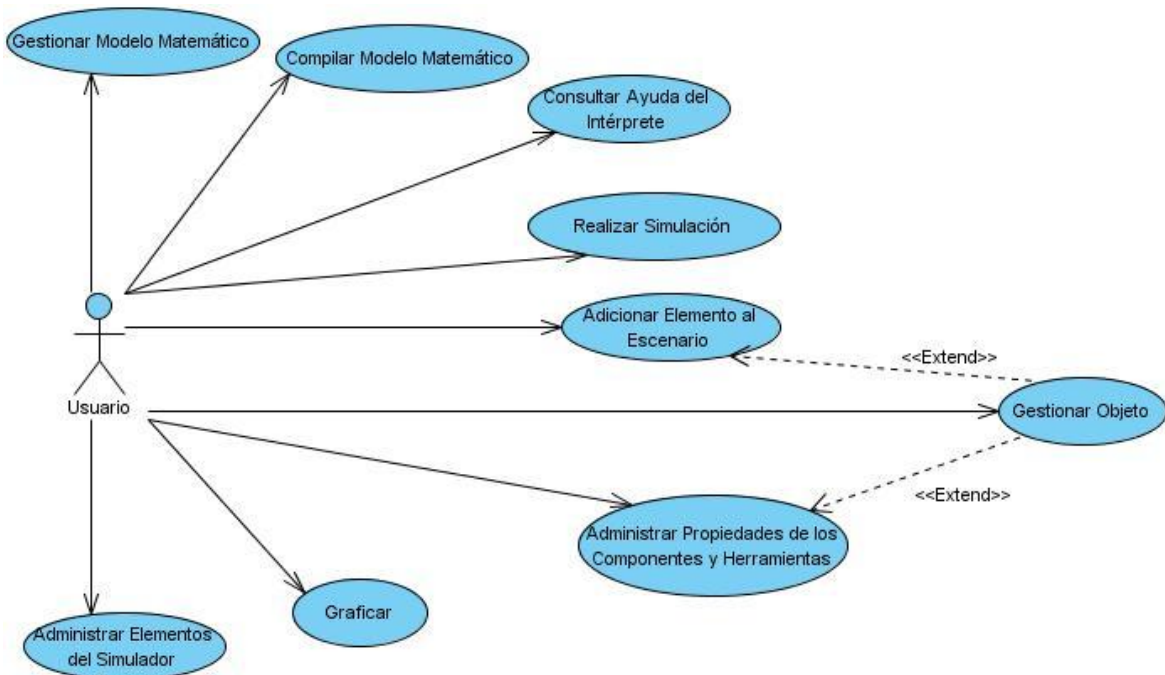 Gestionar Modelo Matemático
Compilar Modelo Matemático
Consultar Ayuda del
Intérprete
Realizar Simulación
Adicionar Elemento al
Escenario
<<Extend>>
Usuario
Gestionar Objeto
<<Extend>>
Administrar Propiedades de los
Componentes y Herramientas
Graficar
Administrar Elementos
del Simulador